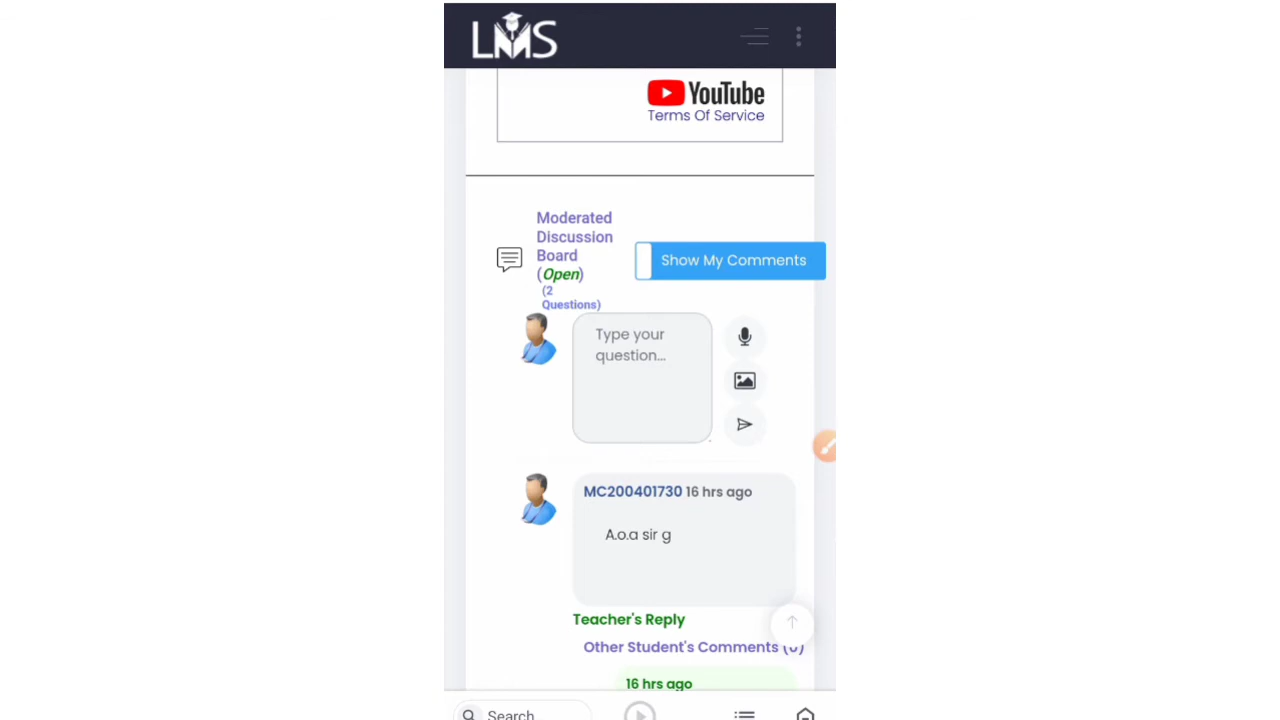 LMS
YouTube
Terms Of Service
Moderated
Discussion
Board
(Open)
(2
Questions)
Show My Comments
Type your
question...
MC200401730 16 hrs ago
A.o.a sir g
Teacher's Reply
Other Student's Comments (0)
16 hrs ago
Search